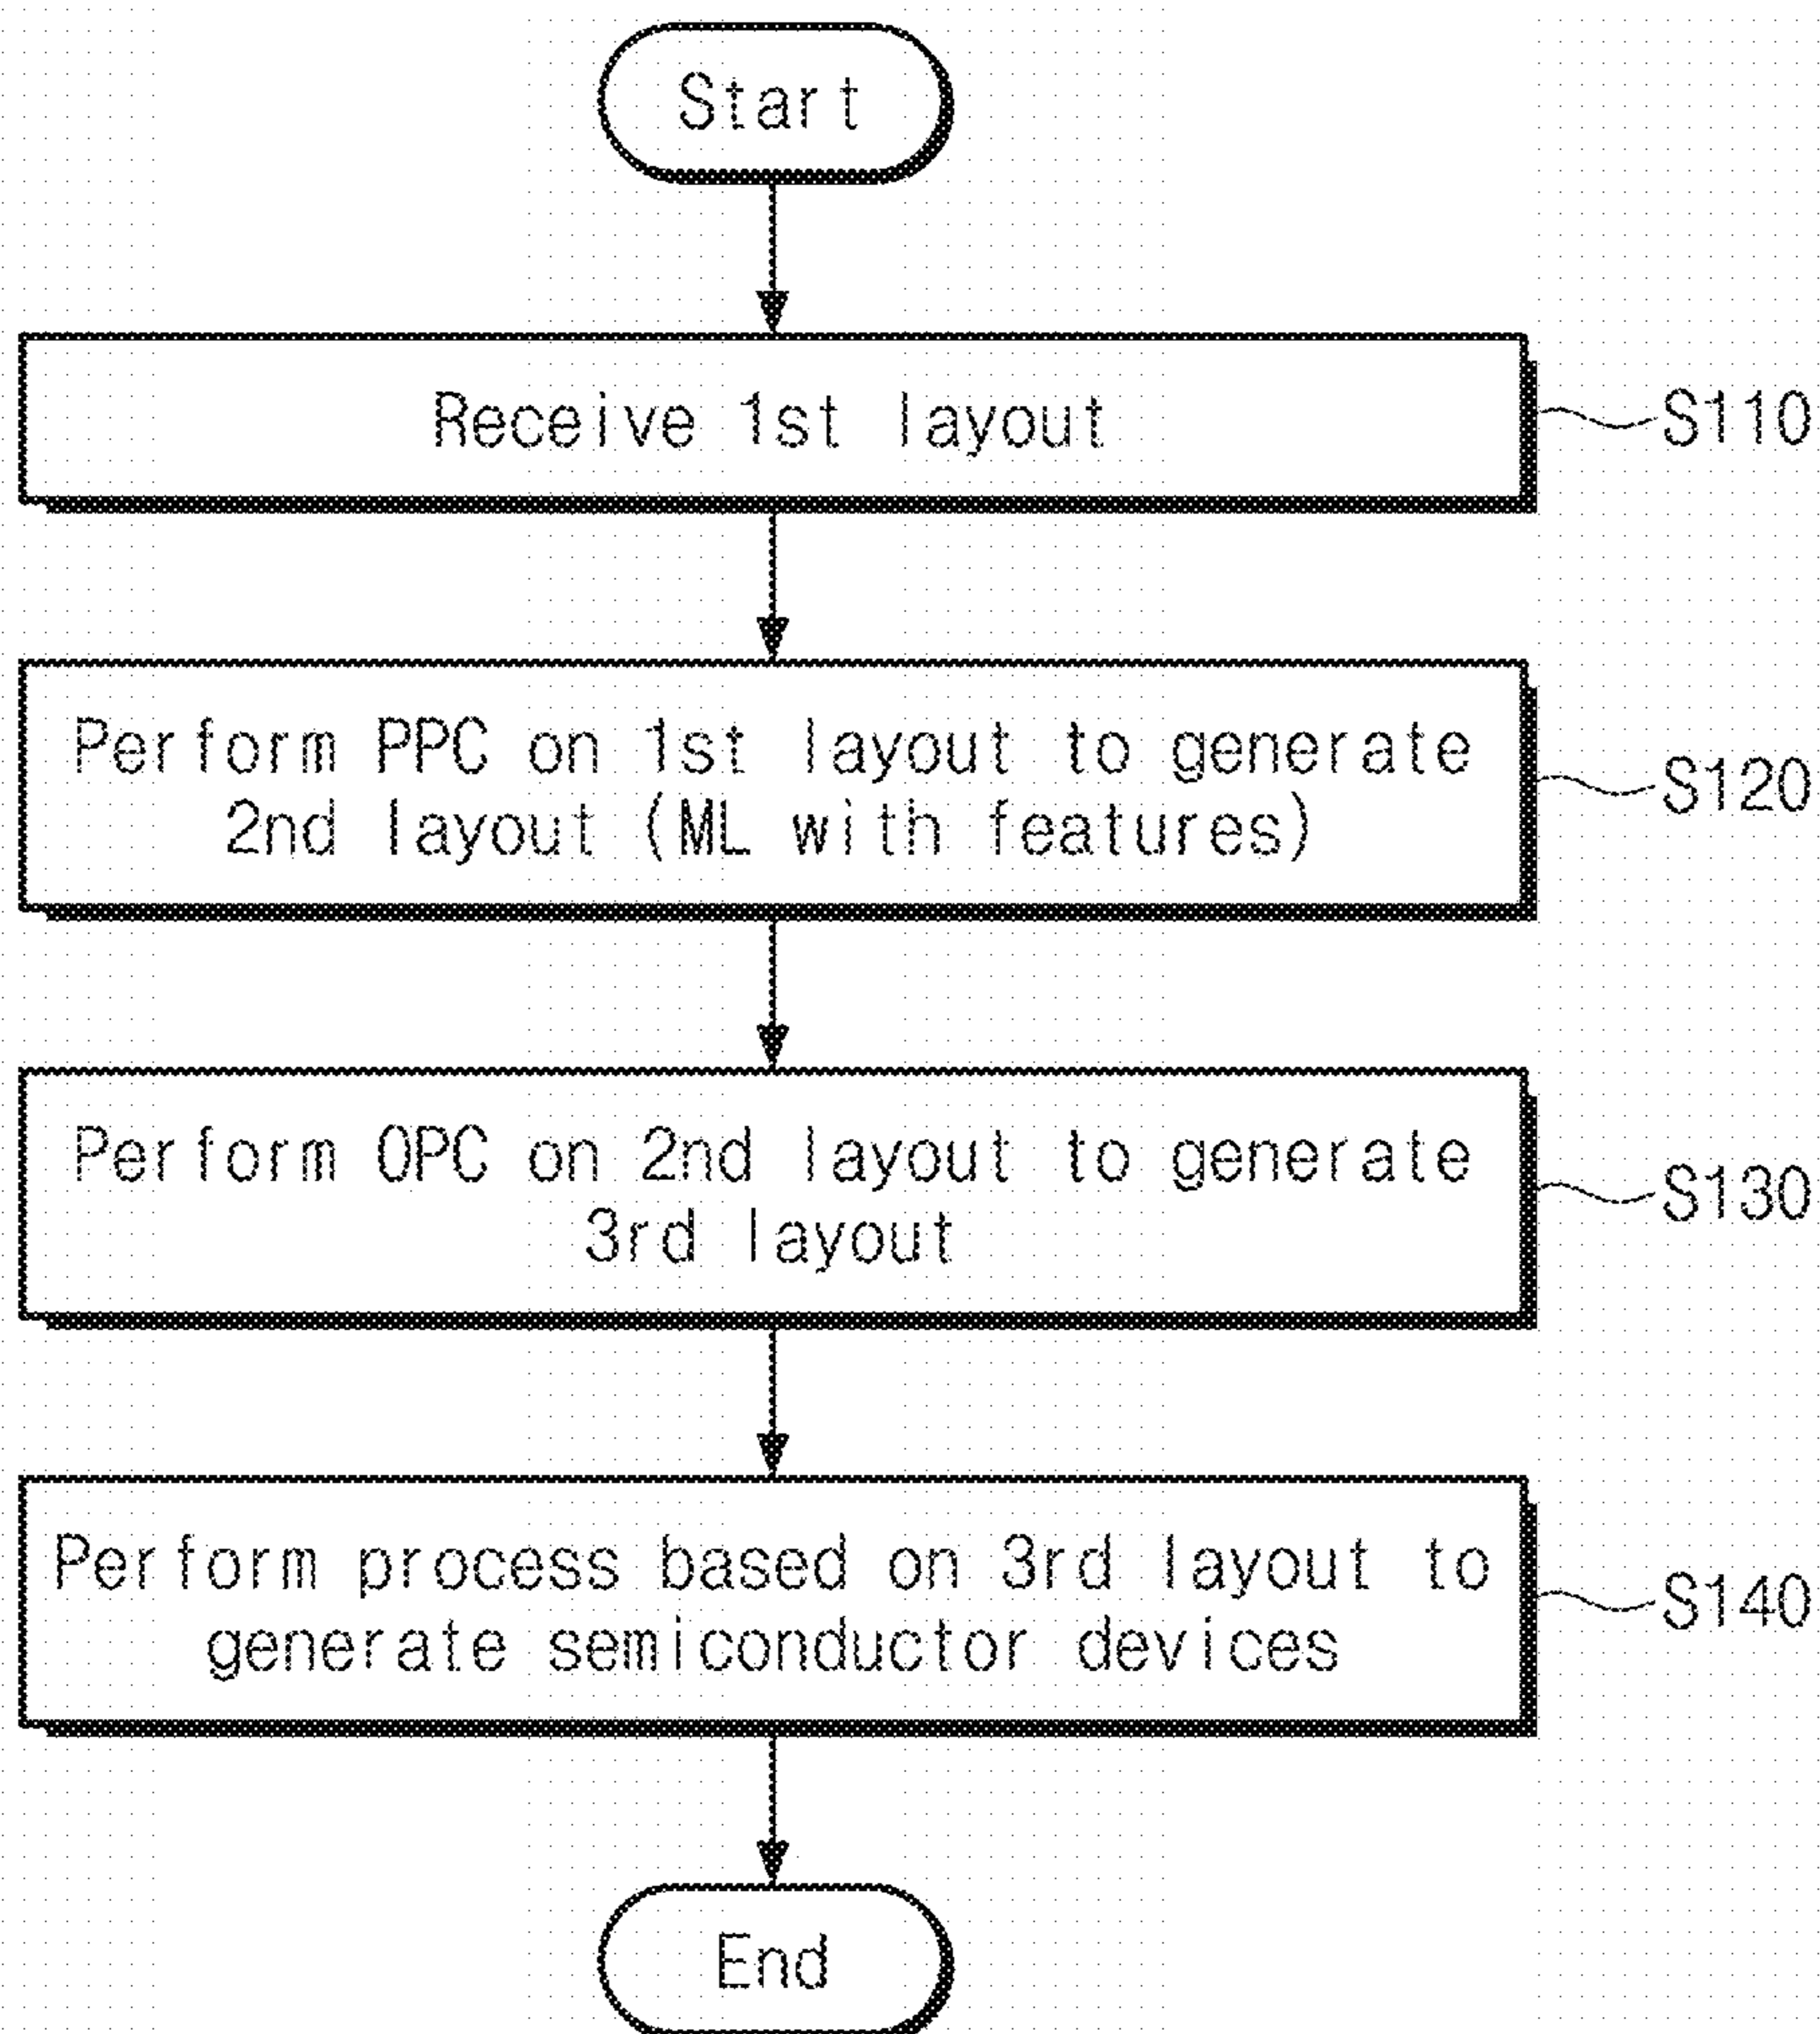 Start
Receive 1st layout
S110
Perform PPC on 1st layout to generate
2nd layout (ML with features)
S120
Perform OPC on 2nd layout to generate
3rd layout
S130
Perform process based on 3rd layout to
generate semiconductor devices
S140
End